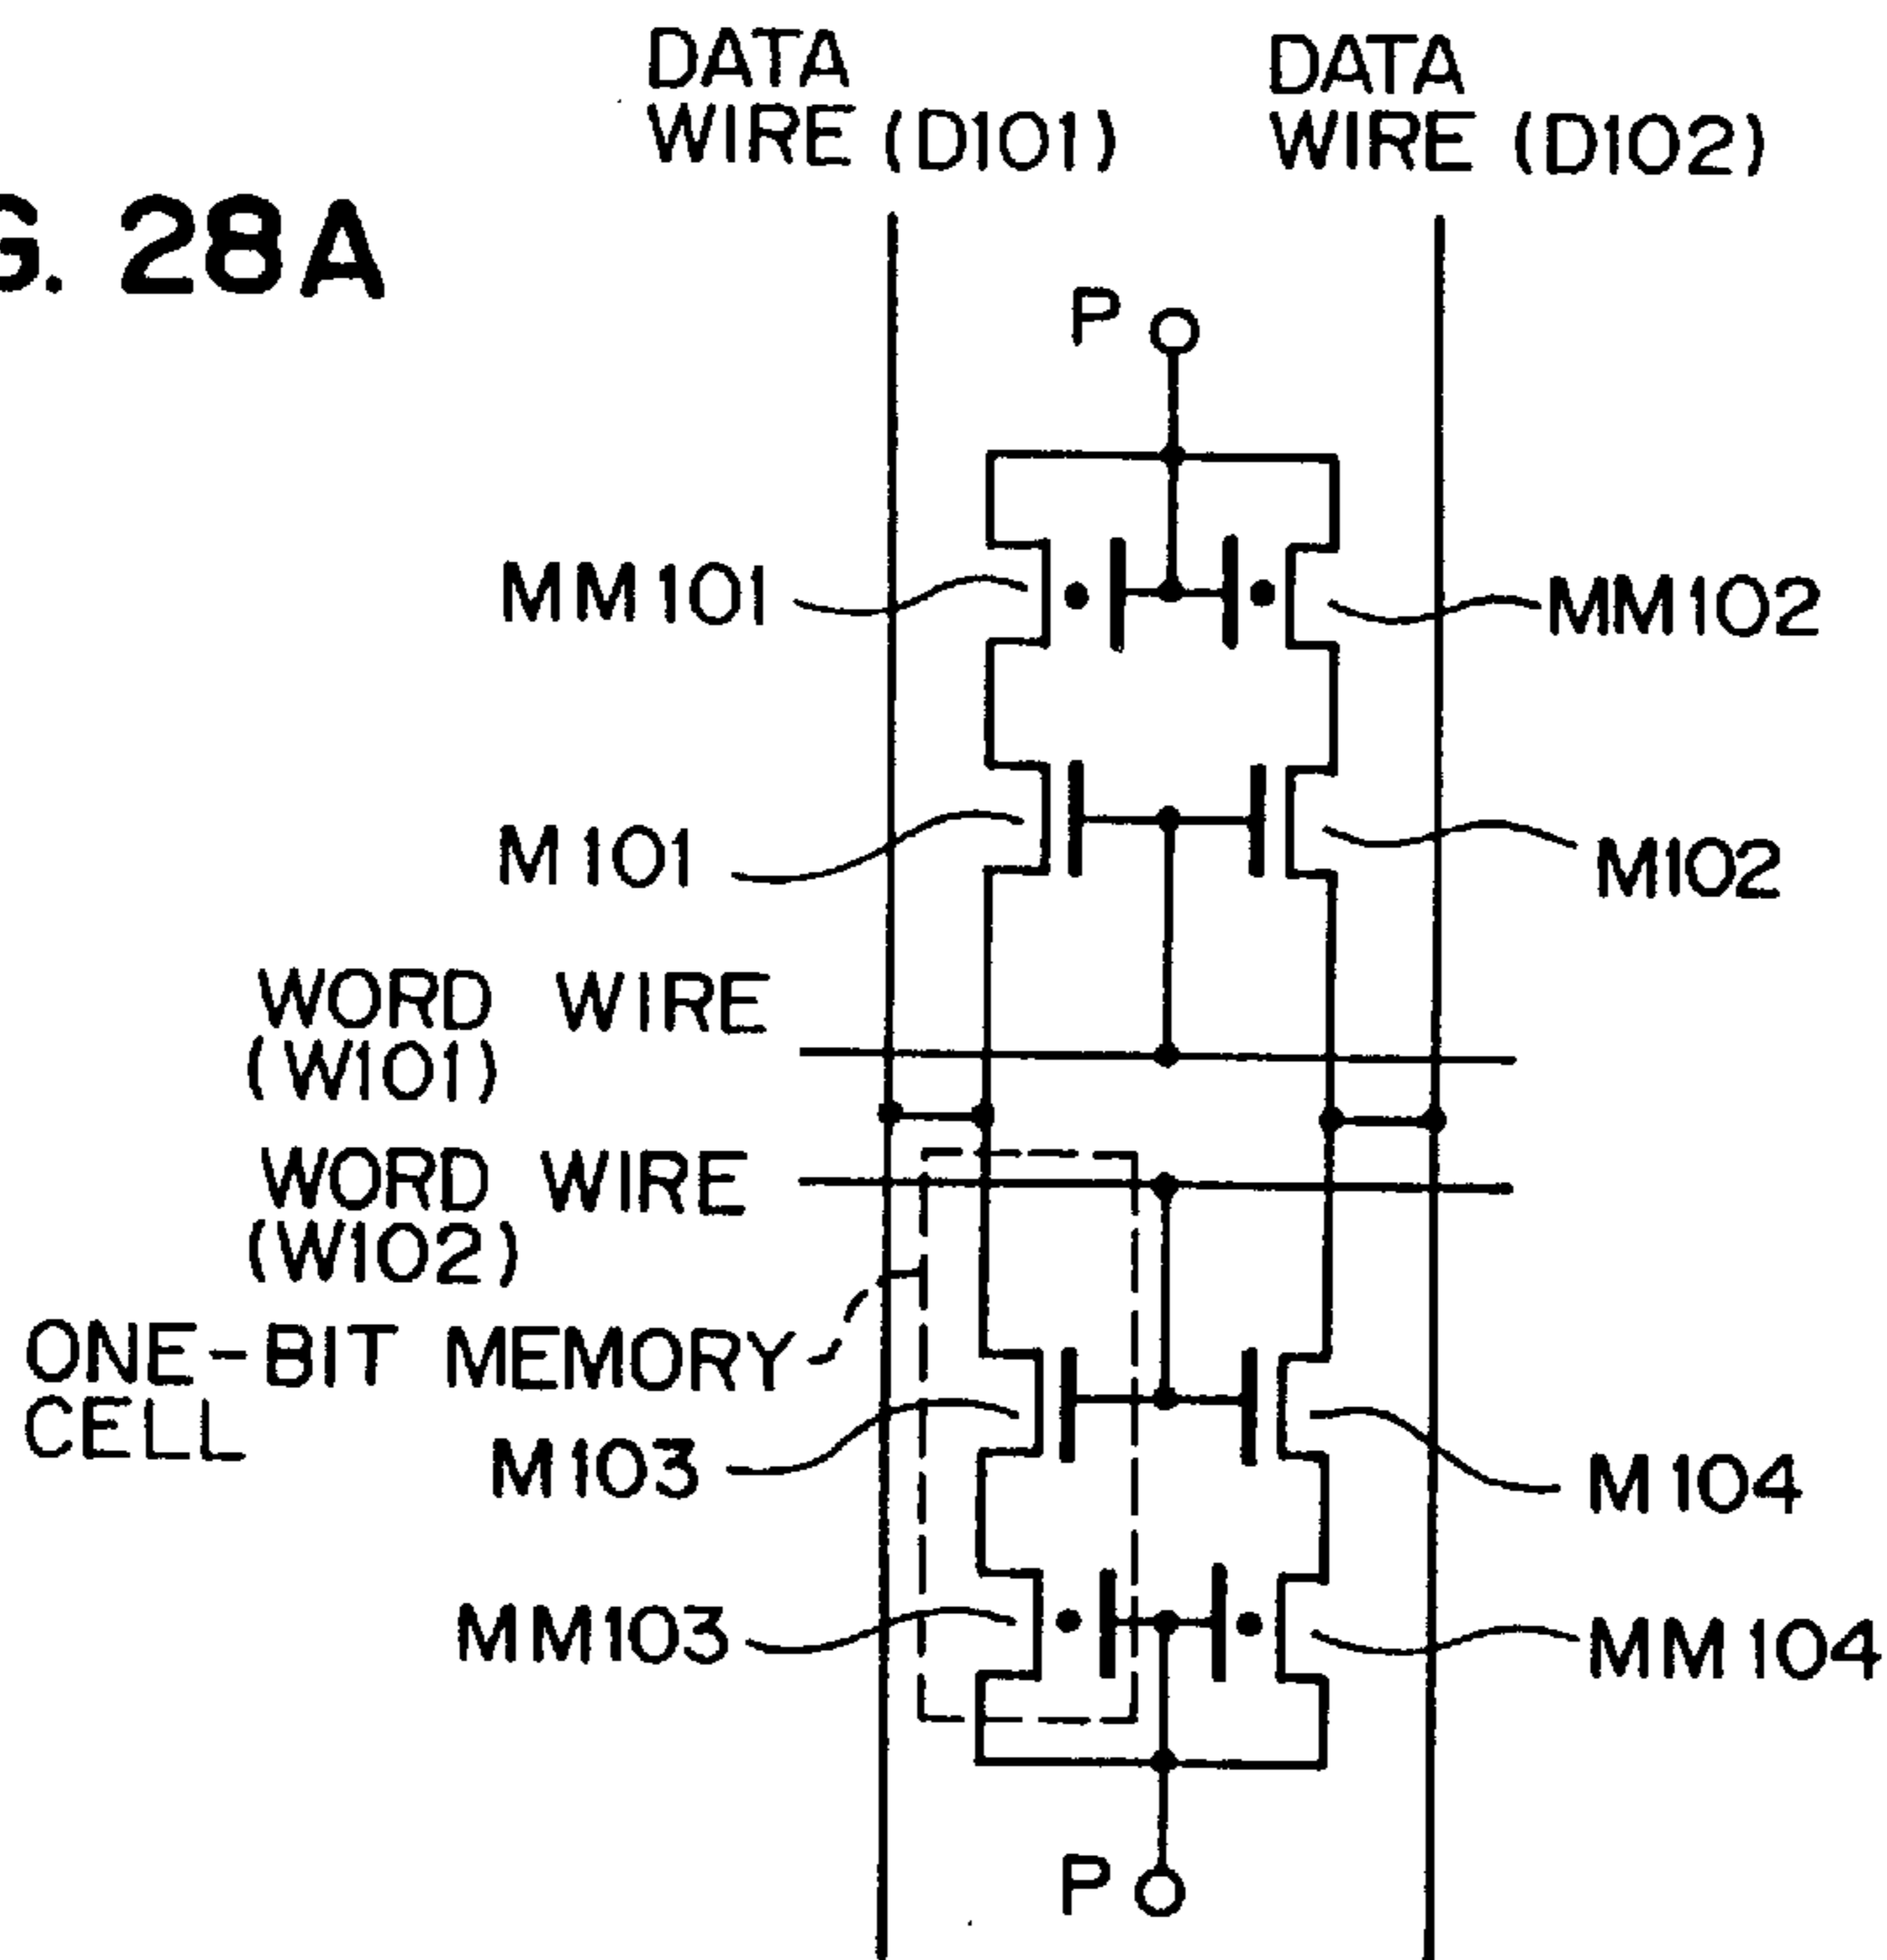 DATA
WIRE (D101)
DATA
WIRE (D102)
G. 28A
P
MM101
MM102
M101
M102
WORD WIRE
(W101)
WORD WIRE
(W102)
ONE-BIT MEMORY
CELL
M103
M104
MM103
MM104
P